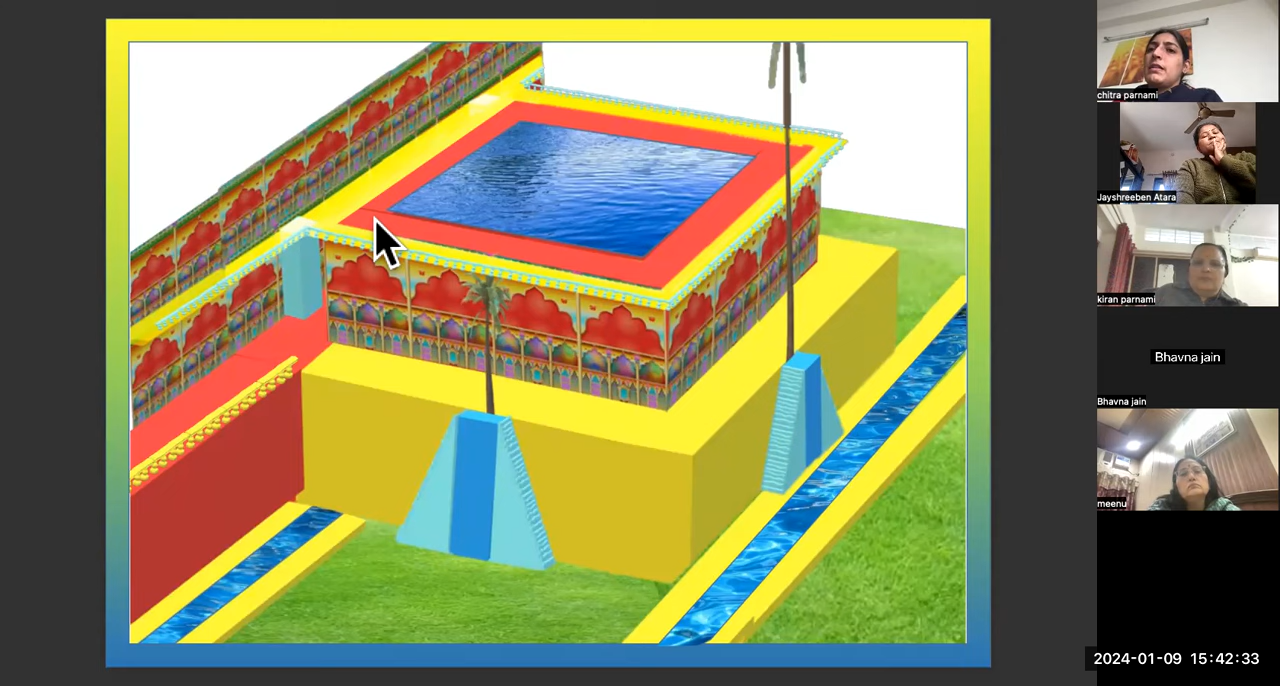 chitra parnami
Jayshreeben Atara
kiran parnami
Bhavna jain
Bhavna jain
meenu
2024-01-09 15:42:33